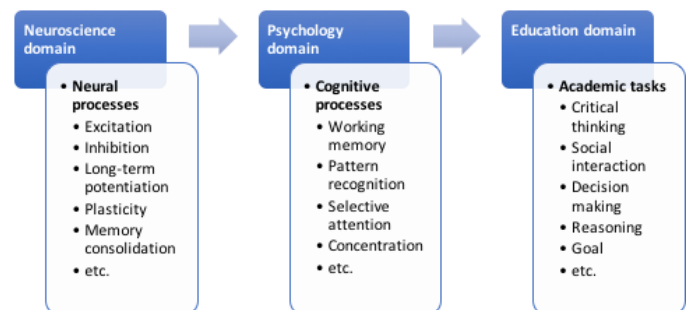 Neuroscience
domain
• Neural
processes
• Excitation
• Inhibition
• Long-term
potentiation
• Plasticity
• Memory
consolidation
• etc.
Psychology
domain
• Cognitive
processes
• Working
memory
• Pattern
recognition
• Selective
attention
• Concentration
• etc.
Education domain
• Academic tasks
• Critical
thinking
• Social
interaction
• Decision
making
• Reasoning
• Goal
• etc.